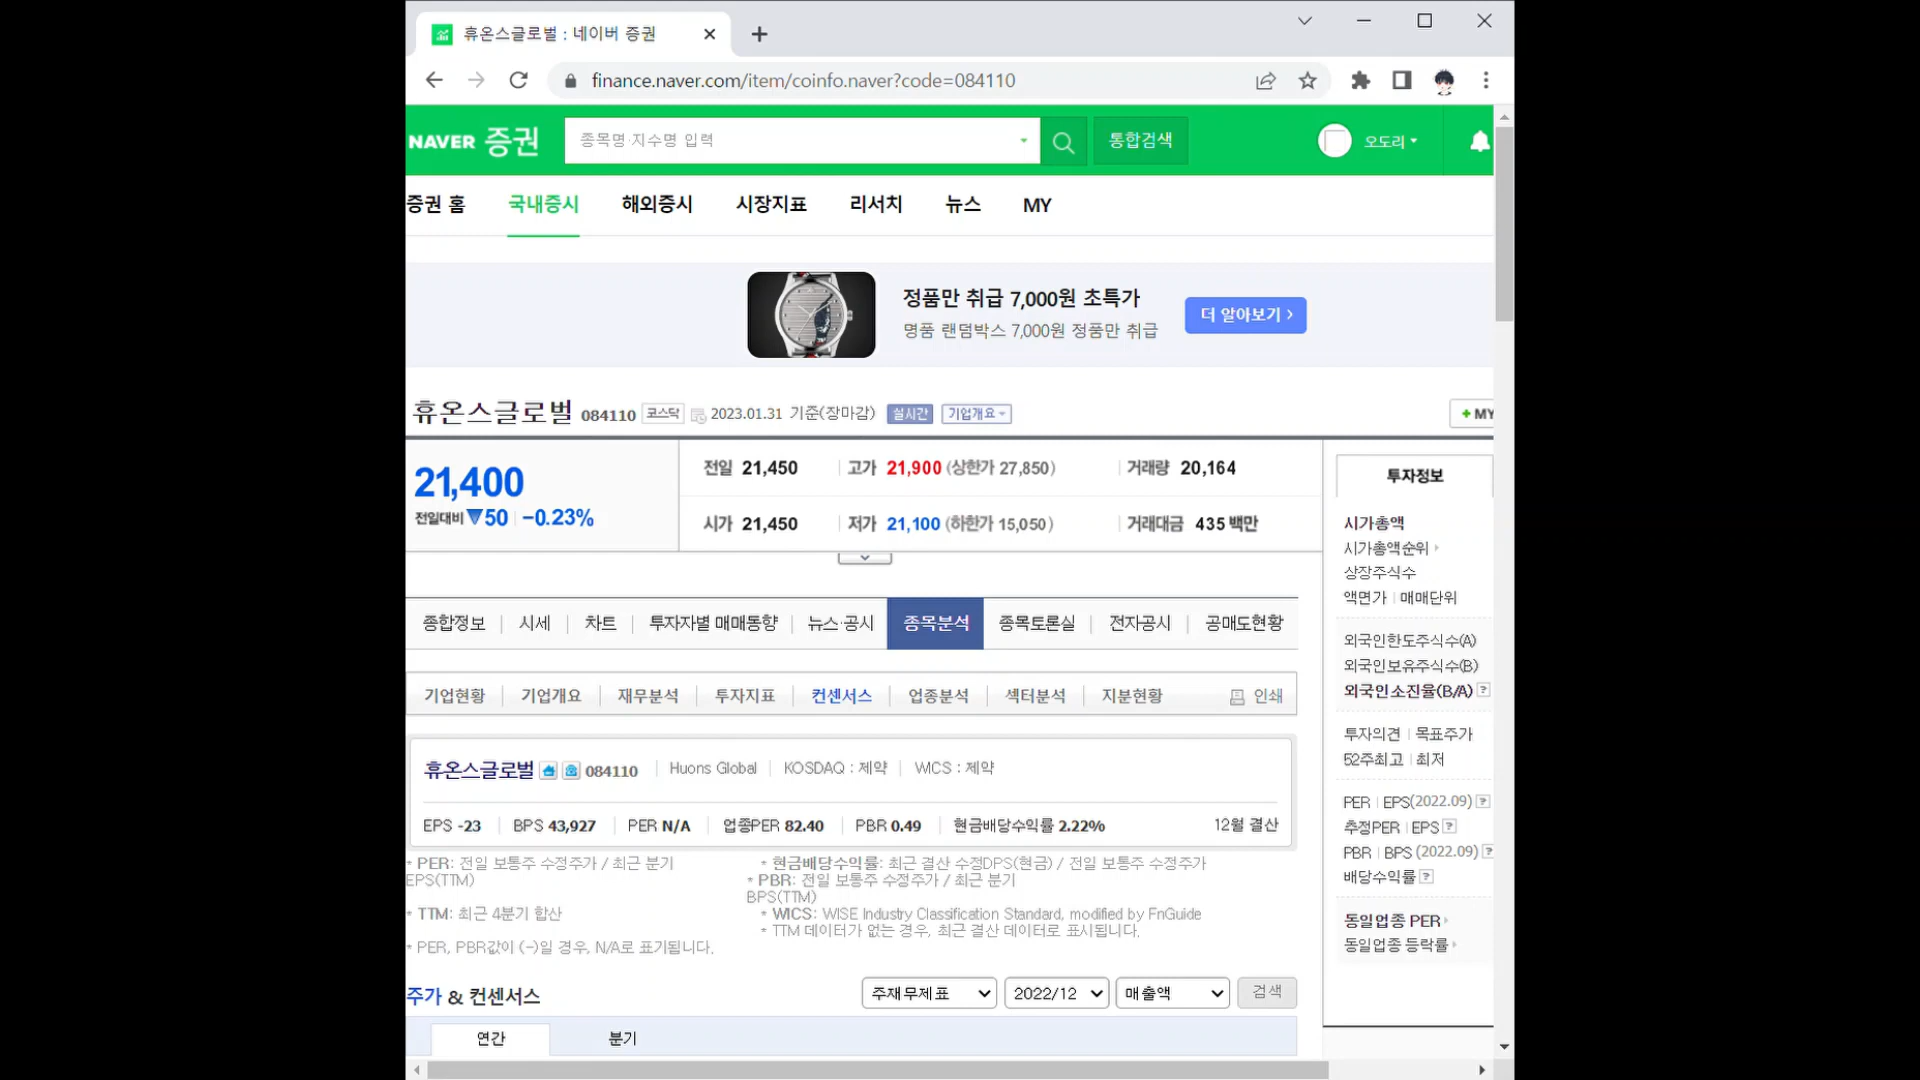 휴온스글로벌 : 네이버 증권
finance.naver.com/item/coinfo.naver?code=084110
NAVER 증권 종목명·지수명 입력 통합검색 오도리
증권 홈 국내증시 해외증시 시장지표 리서치 뉴스 MY
정품만 취급 7,000원 초특가
명품 랜덤박스 7,000원 정품만 취급
더 알아보기 >
휴온스글로벌 084110 코스닥 2023.01.31 기준(장마감) 실시간 기업개요 + MY
21,400
전일대비 ▼50 -0.23%
전일 21,450 고가 21,900 (상한가 27,850) 거래량 20,164
시가 21,450 저가 21,100 (하한가 15,050) 거래대금 435 백만
종합정보 시세 차트 투자자별 매매동향 뉴스·공시 종목분석 종목토론실 전자공시 공매도현황
기업현황 기업개요 재무분석 투자지표 컨센서스 업종분석 섹터분석 지분현황 인쇄
휴온스글로벌 084110 Huons Global KOSDAQ : 제약 WICS : 제약
EPS -23 BPS 43,927 PER N/A 업종PER 82.40 PBR 0.49 현금배당수익률 2.22% 12월 결산
* PER: 전일 보통주 수정주가 / 최근 분기
EPS(TTM)
* TTM: 최근 4분기 합산
* PER, PBR값이 (-)일 경우, N/A로 표기됩니다.
* 현금배당수익률: 최근 결산 수정DPS(현금) / 전일 보통주 수정주가
* PBR: 전일 보통주 수정주가 / 최근 분기
BPS(TTM)
* WICS: WISE Industry Classification Standard, modified by FnGuide
* TTM 데이터가 없는 경우, 최근 결산 데이터로 표시됩니다.
주가 & 컨센서스 주재무제표 2022/12 매출액 검색
연간 분기
투자정보
시가총액
시가총액순위
상장주식수
액면가 매매단위
외국인한도주식수(A)
외국인보유주식수(B)
외국인소진율(B/A) ?
투자의견 목표주가
52주최고 최저
PER EPS(2022.09) ?
추정PER EPS ?
PBR BPS (2022.09) ?
배당수익률 ?
동일업종 PER
동일업종 등락률